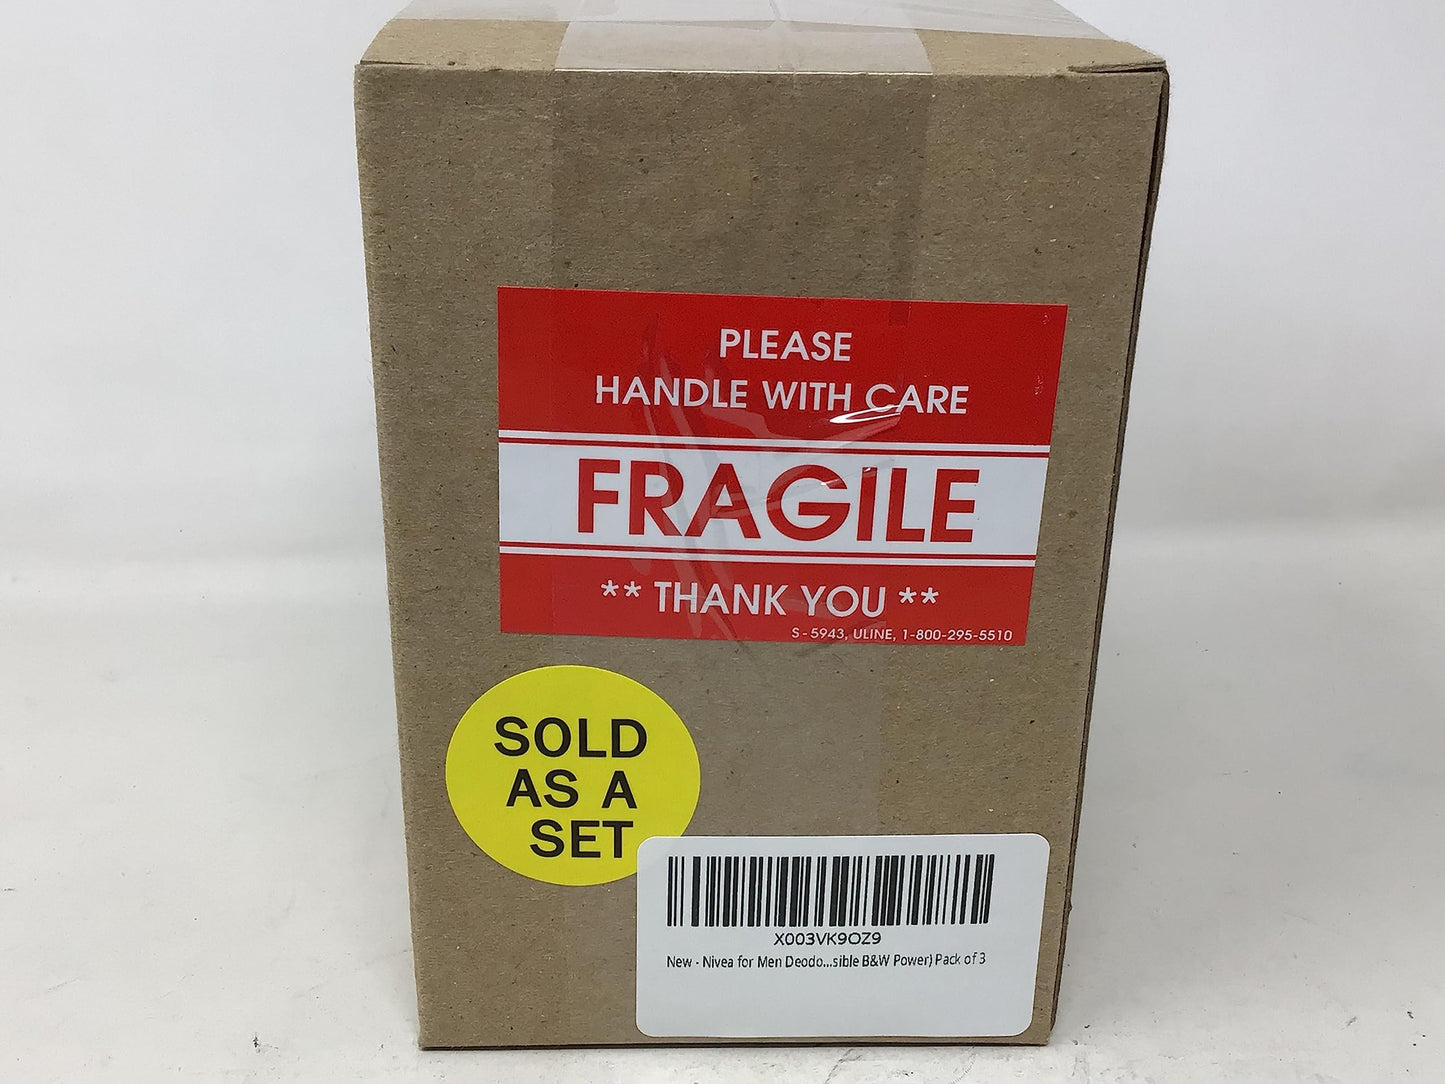 PLEASE
HANDLE WITH CARE
FRAGILE
** THANK YOU **
S-5943, ULINE, 1-800-295-5510
SOLD
AS A
SET
X003VK9OZ9
New - Nivea for Men Deodo...sible B&W Power) Pack of 3